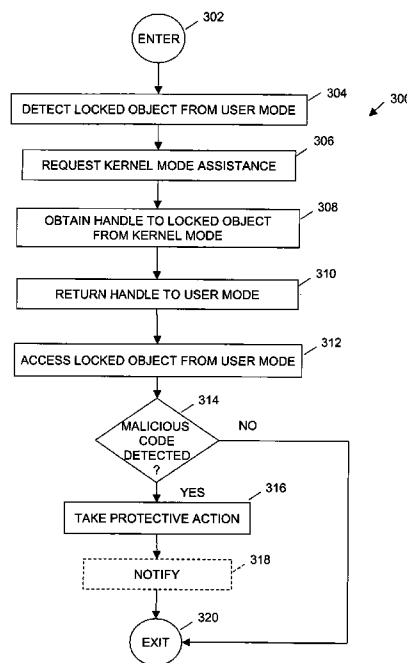 302
ENTER
304
300
DETECT LOCKED OBJECT FROM USER MODE
306
REQUEST KERNEL MODE ASSISTANCE
308
OBTAIN HANDLE TO LOCKED OBJECT
FROM KERNEL MODE
310
RETURN HANDLE TO USER MODE
312
ACCESS LOCKED OBJECT FROM USER MODE
314
MALICIOUS
CODE
DETECTED
?
NO
YES
316
TAKE PROTECTIVE ACTION
318
NOTIFY
320
EXIT